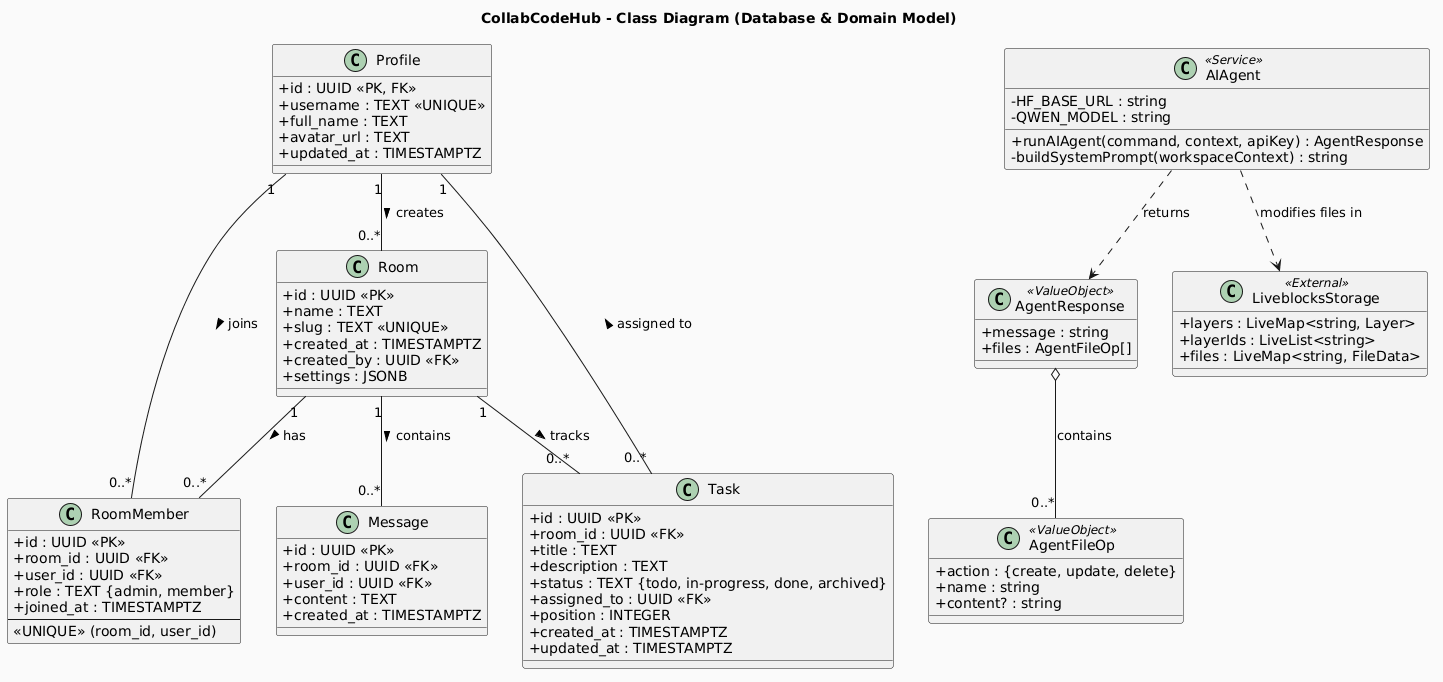 CollabCodeHub - Class Diagram (Database & Domain Model)
C Profile
+id : UUID «PK, FK»
+username : TEXT «UNIQUE»
+full_name : TEXT
+avatar_url : TEXT
+updated_at : TIMESTAMPTZ
«Service»
C AIAgent
-HF_BASE_URL : string
-QWEN_MODEL : string
+runAIAgent(command, context, apiKey) : AgentResponse
-buildSystemPrompt(workspaceContext) : string
1
1
1
creates
0..*
returns
modifies files in
C Room
+id : UUID «PK»
+name : TEXT
+slug : TEXT «UNIQUE»
+created_at : TIMESTAMPTZ
+created_by : UUID «FK»
+settings : JSONB
joins
assigned to
«ValueObject»
C AgentResponse
+message : string
+files : AgentFileOp[]
«External»
C LiveblocksStorage
+layers : LiveMap<string, Layer>
+layerIds : LiveList<string>
+files : LiveMap<string, FileData>
1
1
1
has
contains
tracks
contains
0..*
0..*
0..*
0..*
0..*
0..*
C RoomMember
+id : UUID «PK»
+room_id : UUID «FK»
+user_id : UUID «FK»
+role : TEXT {admin, member}
+joined_at : TIMESTAMPTZ
«UNIQUE» (room_id, user_id)
C Message
+id : UUID «PK»
+room_id : UUID «FK»
+user_id : UUID «FK»
+content : TEXT
+created_at : TIMESTAMPTZ
C Task
+id : UUID «PK»
+room_id : UUID «FK»
+title : TEXT
+description : TEXT
+status : TEXT {todo, in-progress, done, archived}
+assigned_to : UUID «FK»
+position : INTEGER
+created_at : TIMESTAMPTZ
+updated_at : TIMESTAMPTZ
«ValueObject»
C AgentFileOp
+action : {create, update, delete}
+name : string
+content? : string